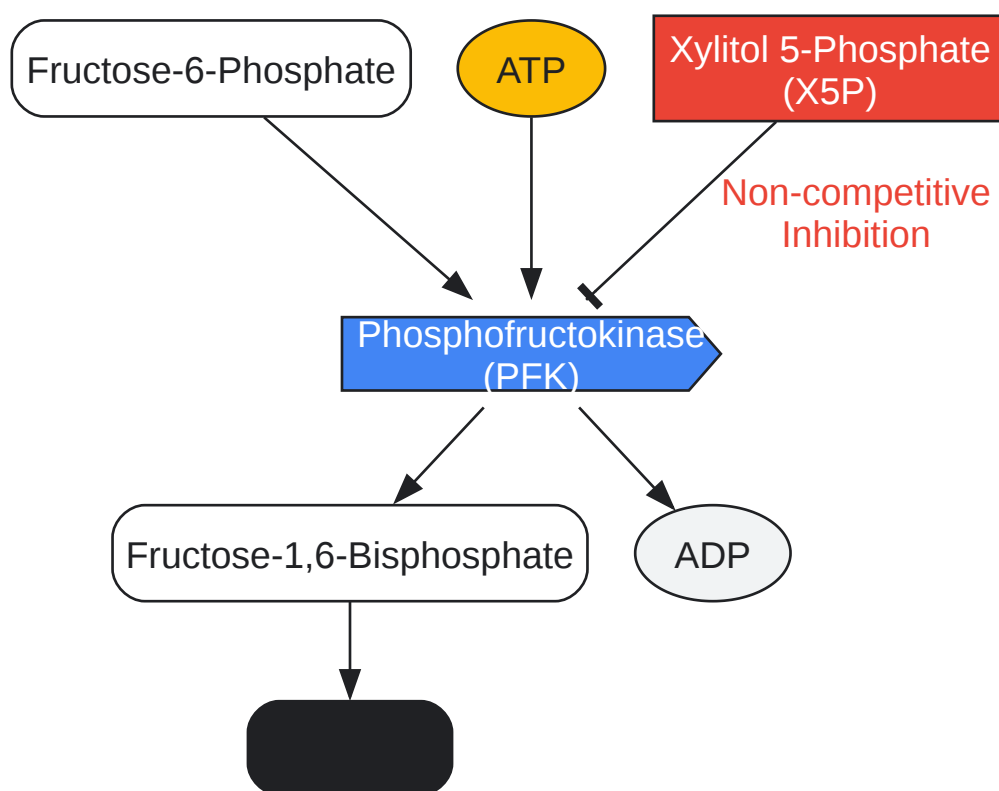 Fructose-6-Phosphate
ATP
Xylitol 5-Phosphate
(X5P)
Non-competitive
Inhibition
Phosphofructokinase
(PFK)
Fructose-1,6-Bisphosphate
ADP